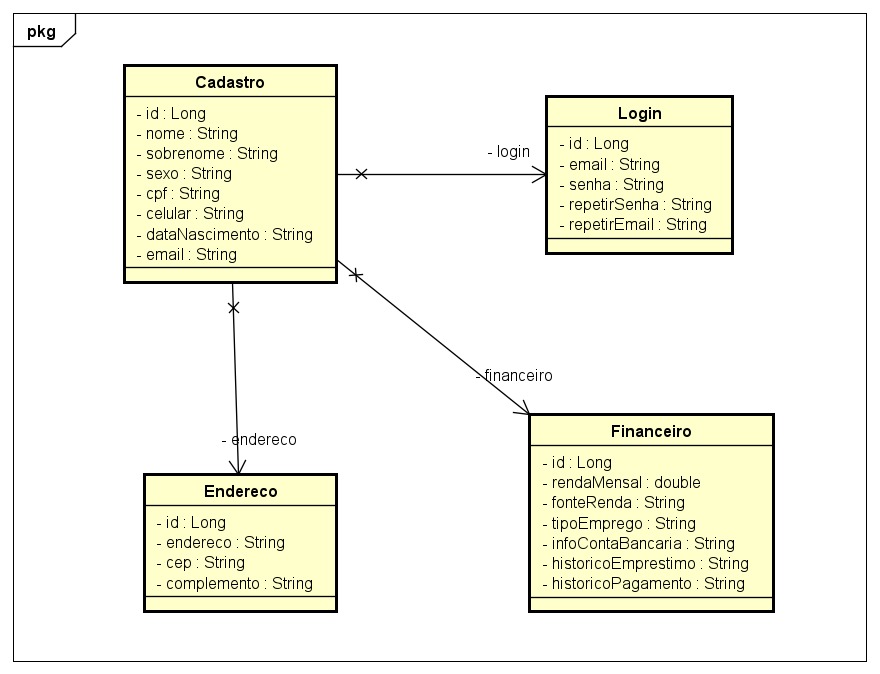 pkg
Cadastro
- id : Long
- nome : String
- sobrenome : String
- sexo : String
- cpf : String
- celular : String
- dataNascimento : String
- email : String
- login
Login
- id : Long
- email : String
- senha : String
- repetirSenha : String
- repetirEmail : String
- financeiro
- endereco
Endereco
- id : Long
- endereco : String
- cep : String
- complemento : String
Financeiro
- id : Long
- rendaMensal : double
- fonteRenda : String
- tipoEmprego : String
- infoContaBancaria : String
- historicoEmprestimo : String
- historicoPagamento : String